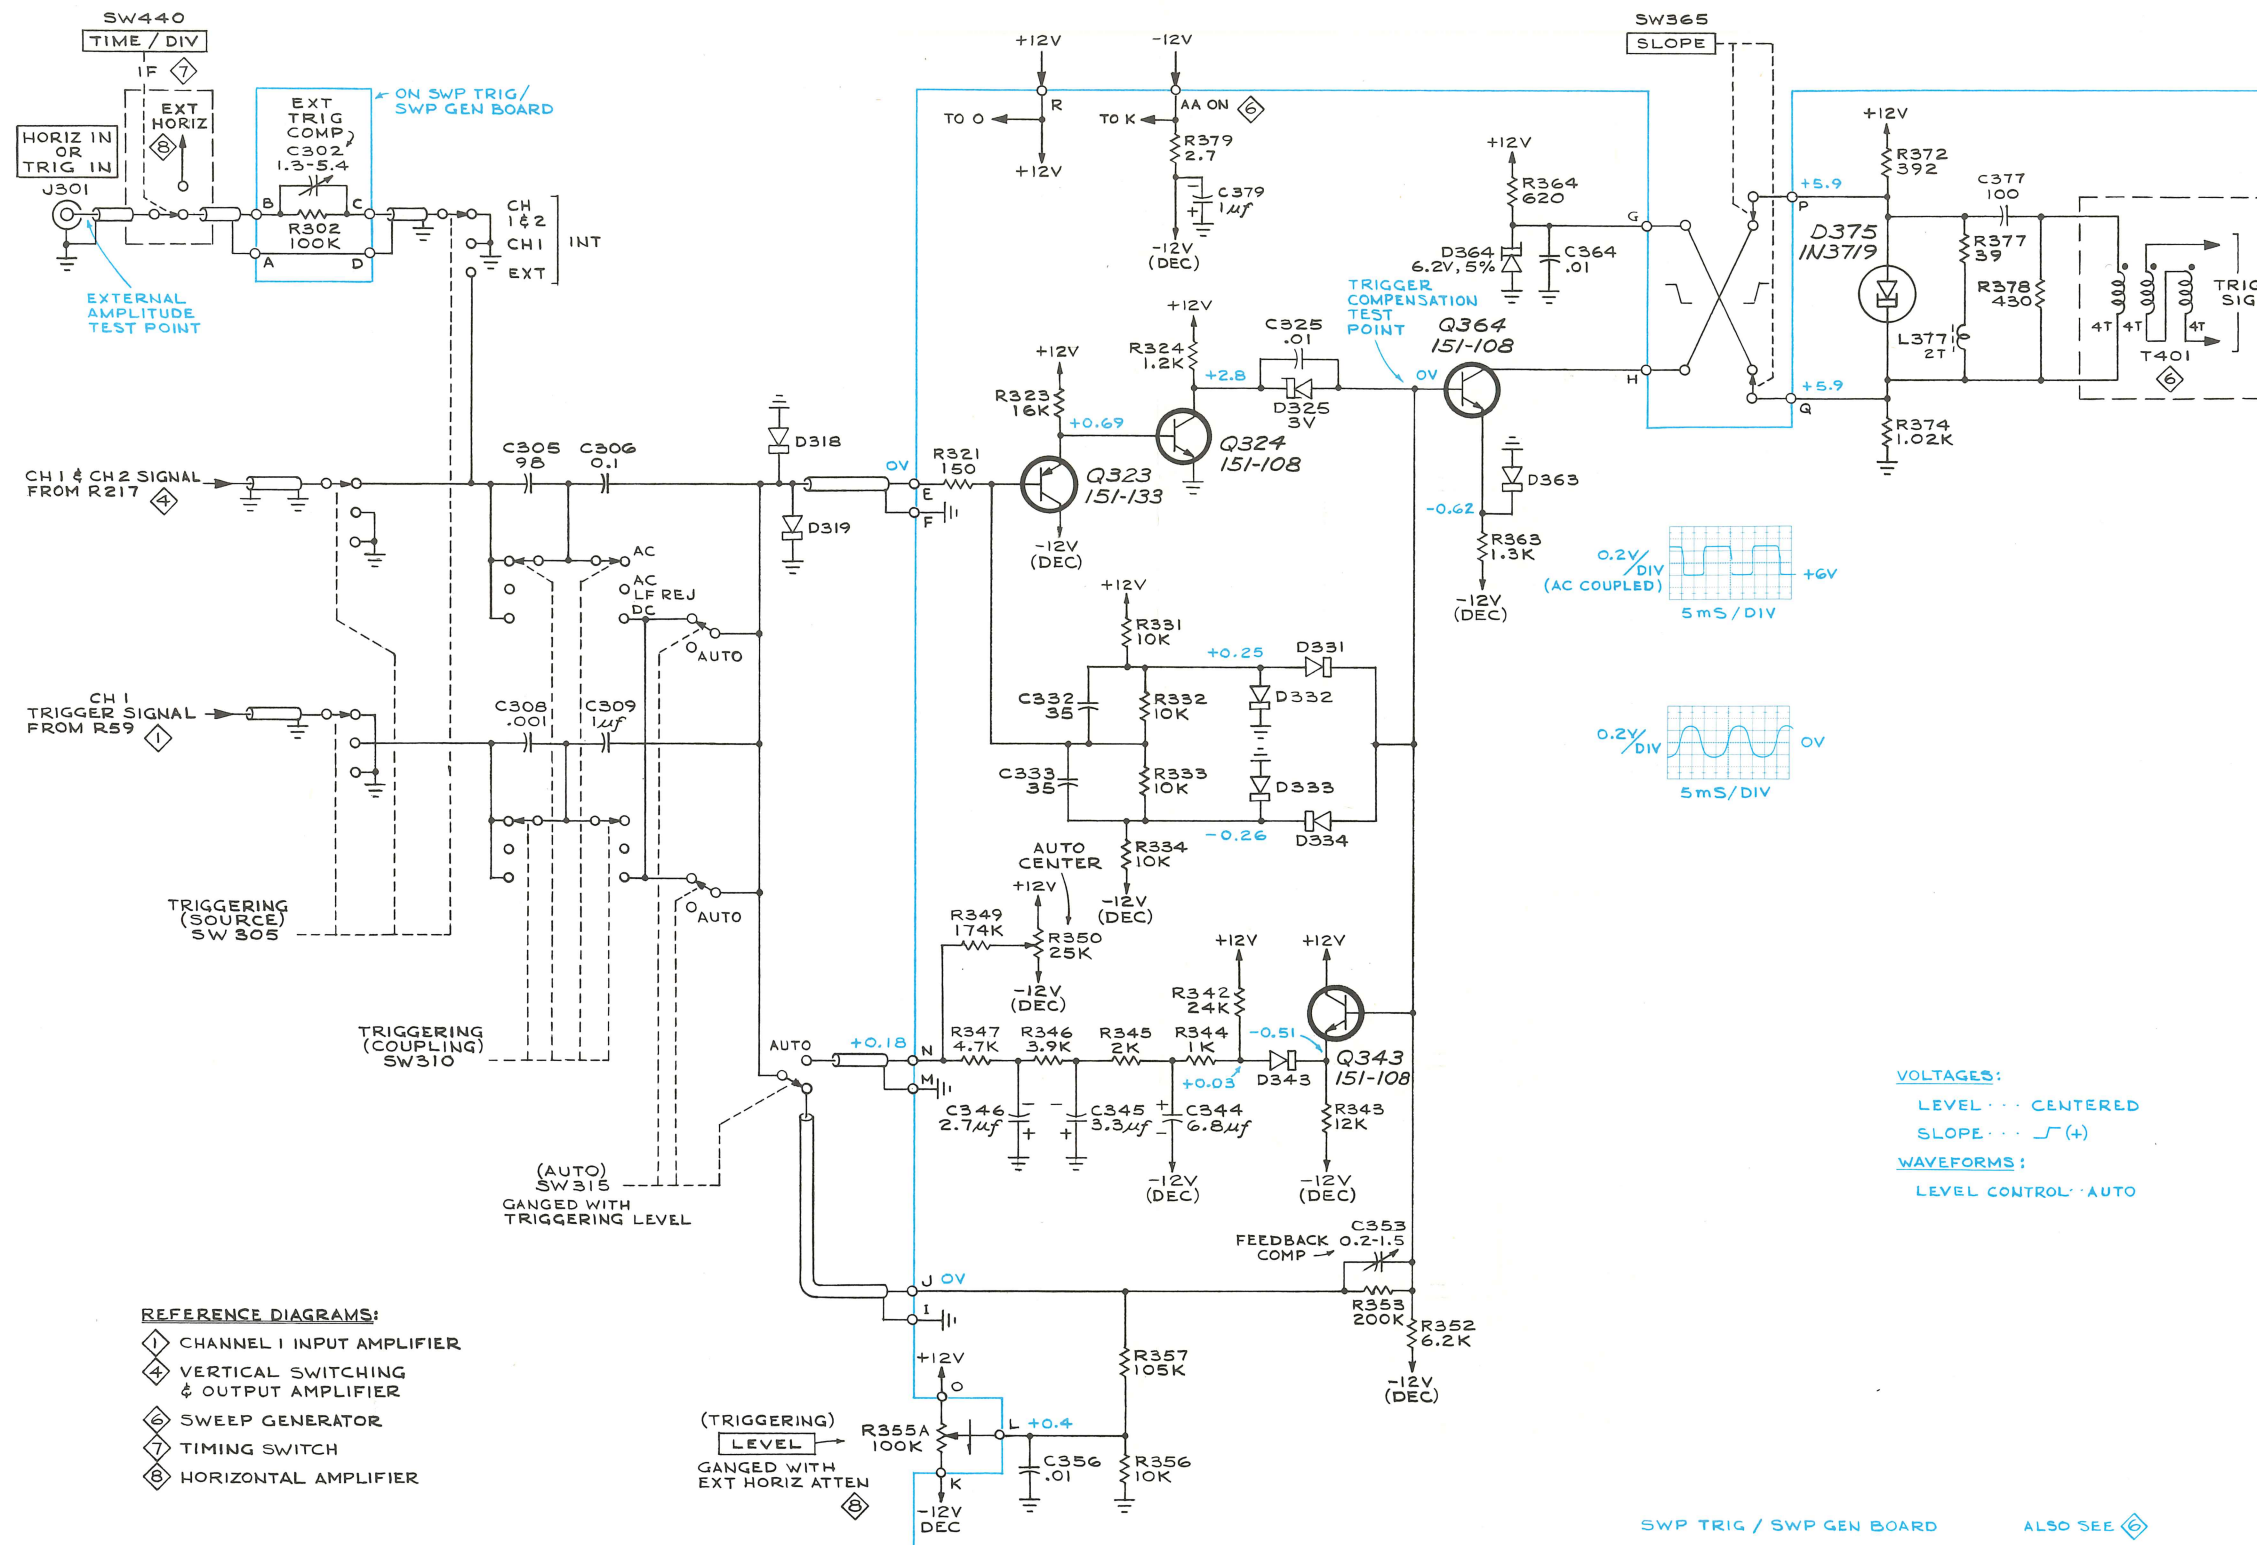 SW440
TIME / DIV
1F 7
EXT
HORIZ
8
HORIZ IN
OR
TRIG IN
J301
EXT
TRIG
COMP
C302
1.3-5.4
B
C
R302
100K
A
D
ON SWP TRIG/
SWP GEN BOARD
EXTERNAL
AMPLITUDE
TEST POINT
CH
1 & 2
CH 1
EXT
INT
+12V
R
TO O
+12V
-12V
AA ON 6
TO K
R379
2.7
C379
1µf
-
+
-12V
(DEC)
SW365
SLOPE
+12V
R364
620
D364
6.2V, 5%
C364
.01
G
H
P
Q
+5.9
+5.9
+12V
R372
392
C377
100
D375
1N3719
R377
39
R378
430
L377
2T
4T
4T
4T
T401
6
TRIG
SIG
R374
1.02K
TRIGGER
COMPENSATION
TEST
POINT
Q364
151-108
0V
+12V
R324
1.2K
+2.8
C325
.01
D325
3V
+12V
R323
16K
+0.69
Q324
151-108
D363
-0.62
R363
1.3K
-12V
(DEC)
CH 1 & CH 2 SIGNAL
FROM R217
4
C305
98
C306
0.1
D318
D319
0V
E
F
R321
150
Q323
151-133
-12V
(DEC)
AC
AC
LF REJ
DC
AUTO
0.2V/
DIV
(AC COUPLED)
+6V
5mS/DIV
0.2V/
DIV
0V
5mS/DIV
+12V
R331
10K
+0.25
D331
C332
35
R332
10K
D332
C333
35
R333
10K
D333
-0.26
D334
R334
10K
-12V
(DEC)
CH 1
TRIGGER SIGNAL
FROM R59
1
C308
.001
C309
1µf
AUTO
TRIGGERING
(SOURCE)
SW 305
TRIGGERING
(COUPLING)
SW310
(AUTO)
SW315
GANGED WITH
TRIGGERING LEVEL
AUTO
CENTER
+12V
R349
174K
R350
25K
-12V
(DEC)
AUTO
+0.18
N
M
R347
4.7K
R346
3.9K
R345
2K
R344
1K
+12V
R342
24K
+12V
-0.51
+0.03
D343
Q343
151-108
C346
2.7µf
-
+
C345
3.3µf
-
+
C344
6.8µf
+
-
-12V
(DEC)
R343
12K
-12V
(DEC)
VOLTAGES:
LEVEL · · · CENTERED
SLOPE · · · (+)
WAVEFORMS:
LEVEL CONTROL · · AUTO
C353
0.2-1.5
FEEDBACK
COMP
R353
200K
R352
6.2K
-12V
(DEC)
J
0V
I
R357
105K
+12V
O
R355A
100K
L
+0.4
K
-12V
DEC
C356
.01
R356
10K
(TRIGGERING)
LEVEL
GANGED WITH
EXT HORIZ ATTEN
8
REFERENCE DIAGRAMS:
1 CHANNEL 1 INPUT AMPLIFIER
4 VERTICAL SWITCHING
& OUTPUT AMPLIFIER
6 SWEEP GENERATOR
7 TIMING SWITCH
8 HORIZONTAL AMPLIFIER
SWP TRIG / SWP GEN BOARD
ALSO SEE 6